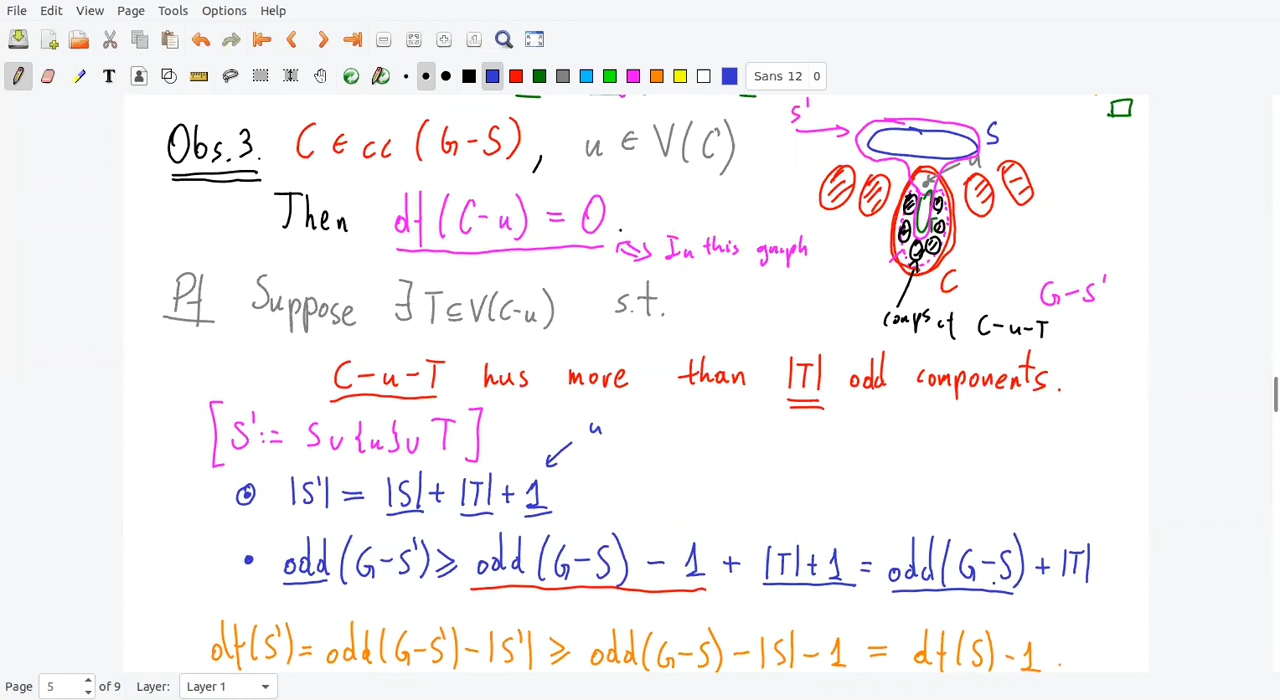 File Edit View Page Tools Options Help
Sans 12 0
Obs.3. C ∈ cc (G-S), u ∈ V(C)
Then df(C-u) = 0. ⇔ In this graph
Pf Suppose ∃ T ⊆ V(C-u) s.t.
C-u-T has more than |T| odd components.
[S' := S ∪ {u} ∪ T]
u
|S'| = |S| + |T| + 1
• odd(G-S') ⩾ odd(G-S) - 1 + |T| + 1 = odd(G-S) + |T|
df(S') = odd(G-S') - |S'| ⩾ odd(G-S) - |S| - 1 = df(S) - 1.
S'
S
u
C
G-S'
comps of C-u-T
Page 5 of 9 Layer: Layer 1